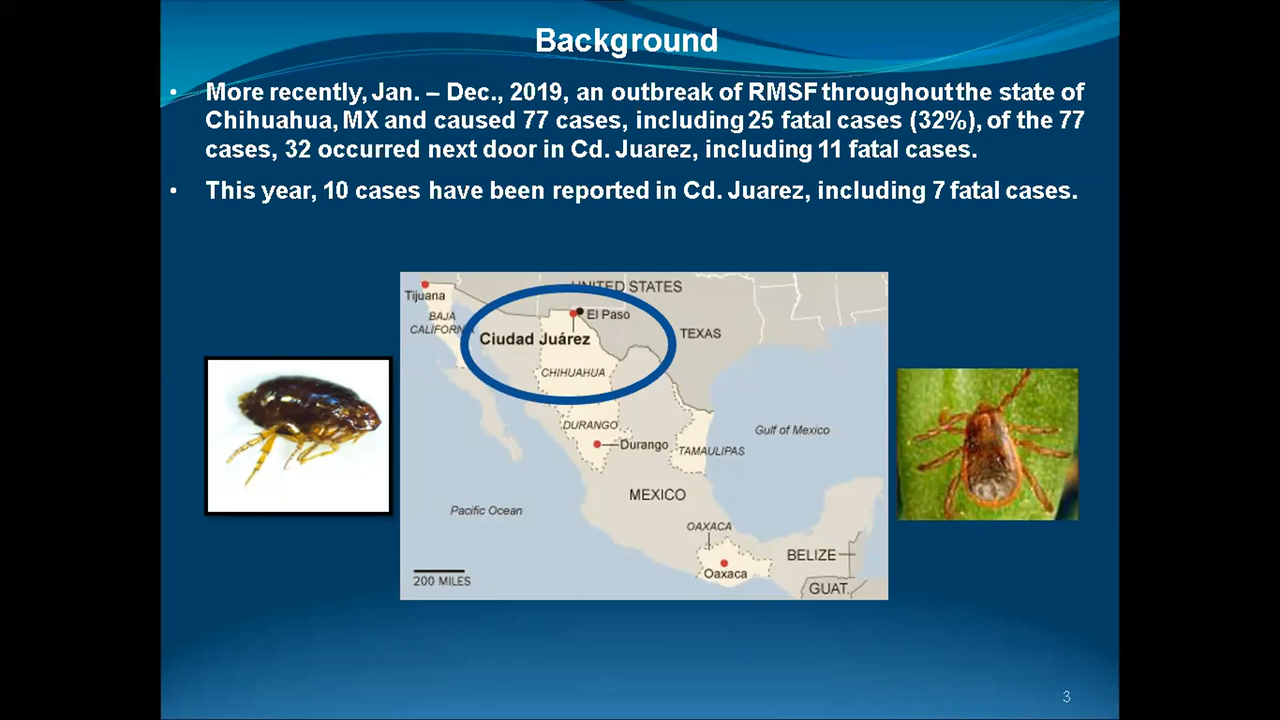 Background
• More recently, Jan. – Dec., 2019, an outbreak of RMSF throughout the state of
Chihuahua, MX and caused 77 cases, including 25 fatal cases (32%), of the 77
cases, 32 occurred next door in Cd. Juarez, including 11 fatal cases.
• This year, 10 cases have been reported in Cd. Juarez, including 7 fatal cases.
UNITED STATES
Tijuana
BAJA
CALIFORNIA
El Paso
Ciudad Juárez
TEXAS
CHIHUAHUA
DURANGO
Durango
TAMAULIPAS
Gulf of Mexico
MEXICO
Pacific Ocean
OAXACA
Oaxaca
BELIZE
GUAT.
200 MILES
3